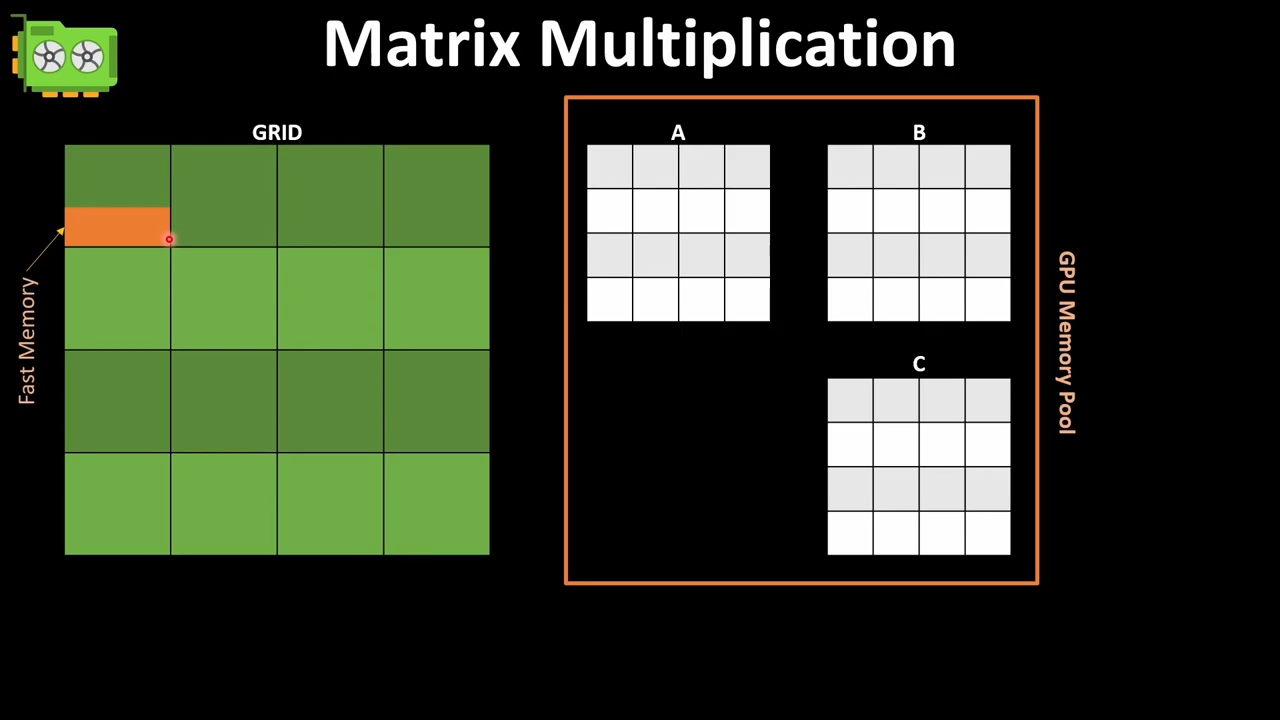 Matrix Multiplication
GRID
A
B
Fast Memory
GPU Memory Pool
C